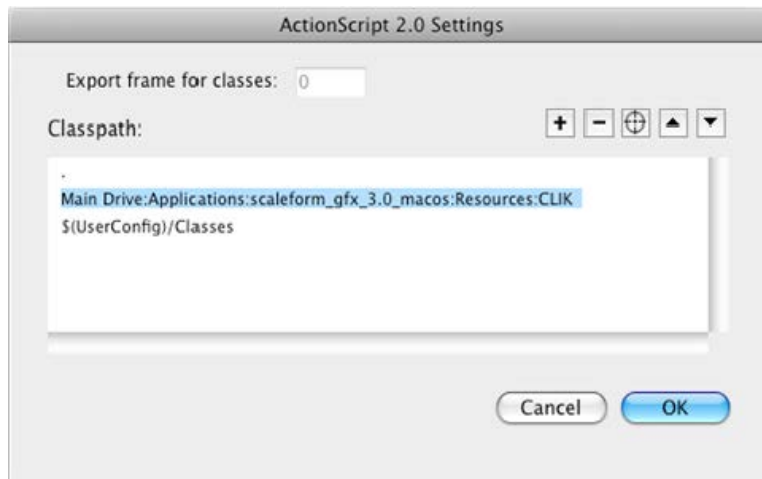 ActionScript 2.0 Settings
Export frame for classes: 0
Classpath:
.
Main Drive:Applications:scaleform_gfx_3.0_macos:Resources:CLIK
$(UserConfig)/Classes
Cancel OK